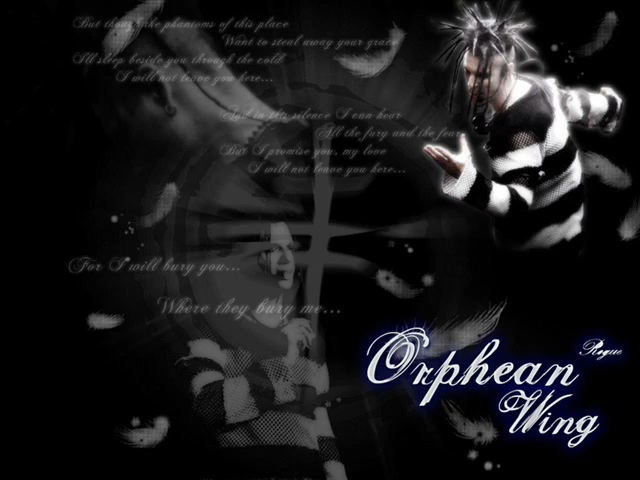 But though the phantoms of this place
Want to steal away your grace
I'll sleep beside you through the cold
I will not leave you here...
And in this silence I can hear
All the fury and the fear
But I promise you, my love
I will not leave you here...
For I will bury you...
Where they bury me...
Rogue
Orphean
Wing